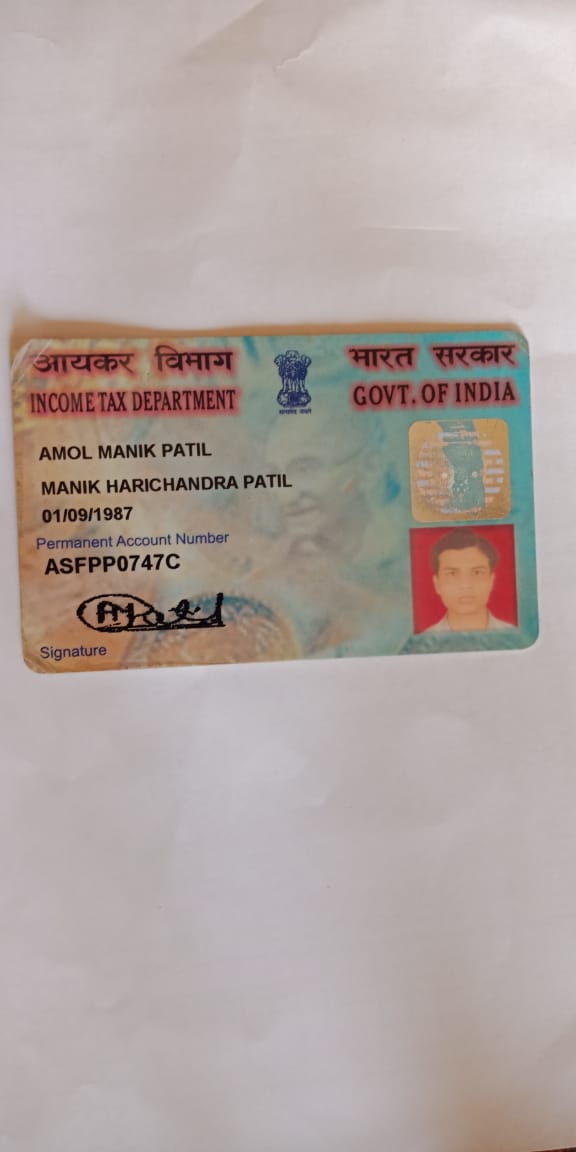 आयकर विभाग
INCOME TAX DEPARTMENT
भारत सरकार
GOVT. OF INDIA
सत्यमेव जयते
AMOL MANIK PATIL
MANIK HARICHANDRA PATIL
01/09/1987
Permanent Account Number
ASFPP0747C
Signature